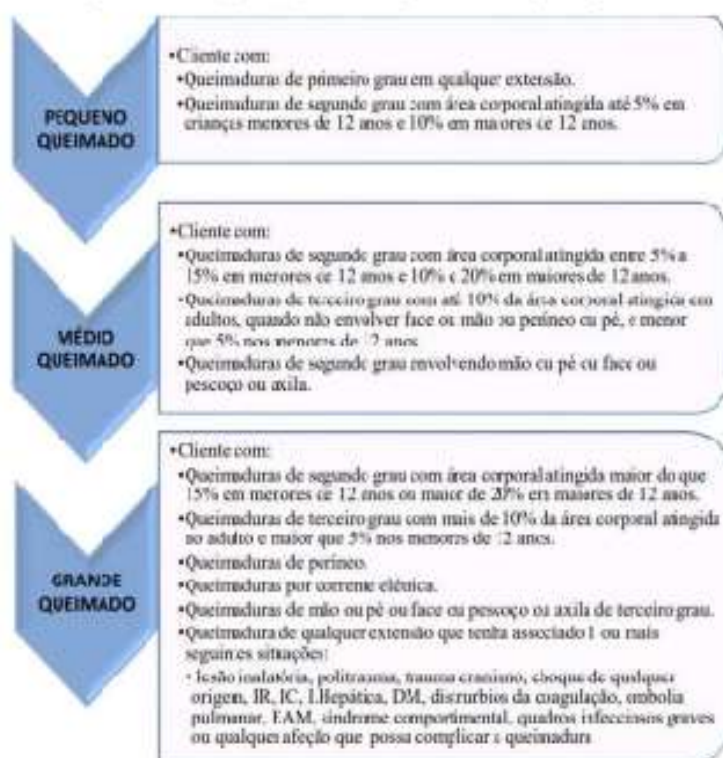 PEQUENO
QUEIMADO
•Cliente com:
•Queimaduras de primeiro grau em qualquer extensão.
•Queimaduras de segundo grau com área corporal atingida até 5% em
crianças menores de 12 anos e 10% em maiores de 12 anos.
MÉDIO
QUEIMADO
•Cliente com:
•Queimaduras de segundo grau com área corporal atingida entre 5% a
15% em menores de 12 anos e 10% e 20% em maiores de 12 anos.
•Queimaduras de terceiro grau com até 10% da área corporal atingida em
adultos, quando não envolver face ou mão ou períneo ou pé, e menor
que 5% nos menores de 12 anos
•Queimaduras de segundo grau envolvendo mão ou pé ou face ou
pescoço ou axila.
GRANDE
QUEIMADO
•Cliente com:
•Queimaduras de segundo grau com área corporal atingida maior do que
15% em menores de 12 anos ou maior de 20% em maiores de 12 anos.
•Queimaduras de terceiro grau com mais de 10% da área corporal atingida
no adulto e maior que 5% nos menores de 12 anos.
•Queimaduras de períneo.
•Queimaduras por corrente elétrica.
•Queimaduras de mão ou pé ou face ou pescoço ou axila de terceiro grau.
•Queimadura de qualquer extensão que tenha associado 1 ou mais
seguintes situações:
•lesão inalatória, politrauma, trauma craniano, choque de qualquer
origem, IR, IC, I.Hepática, DM, distúrbios da coagulação, embolia
pulmonar, síndrome comportimental, quadros infecciosos graves
ou qualquer afeção que possa complicar a queimadura